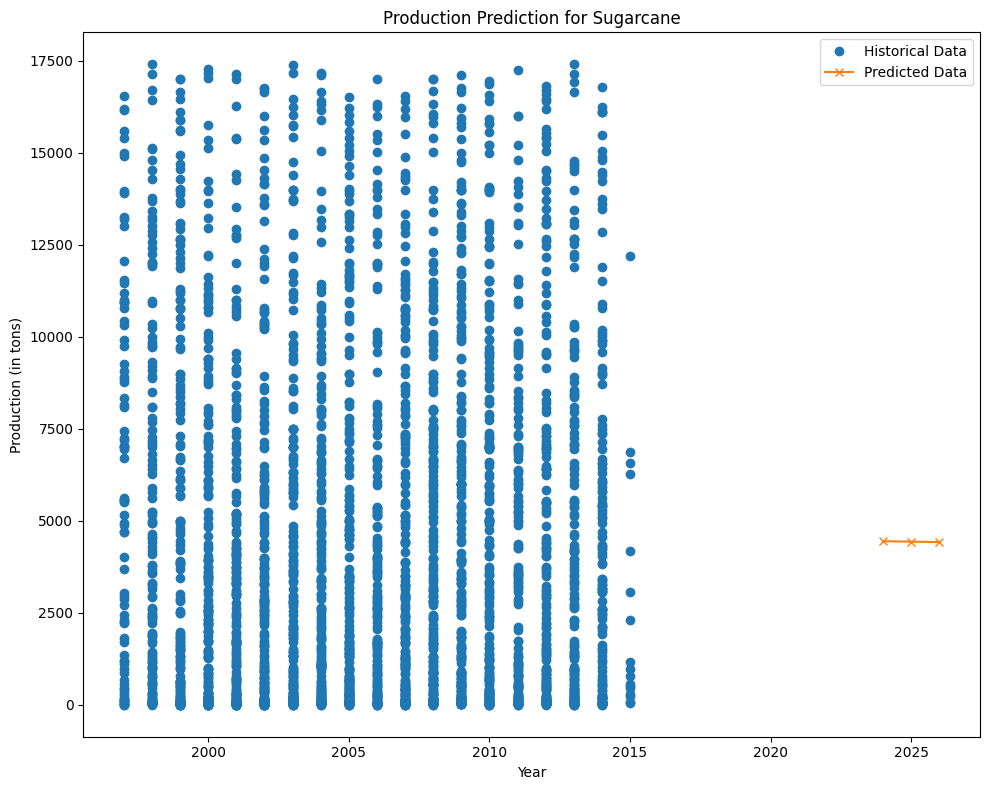 Production Prediction for Sugarcane
Historical Data
Predicted Data
17500
15000
12500
10000
7500
5000
2500
0
Production (in tons)
2000 2005 2010 2015 2020 2025
Year